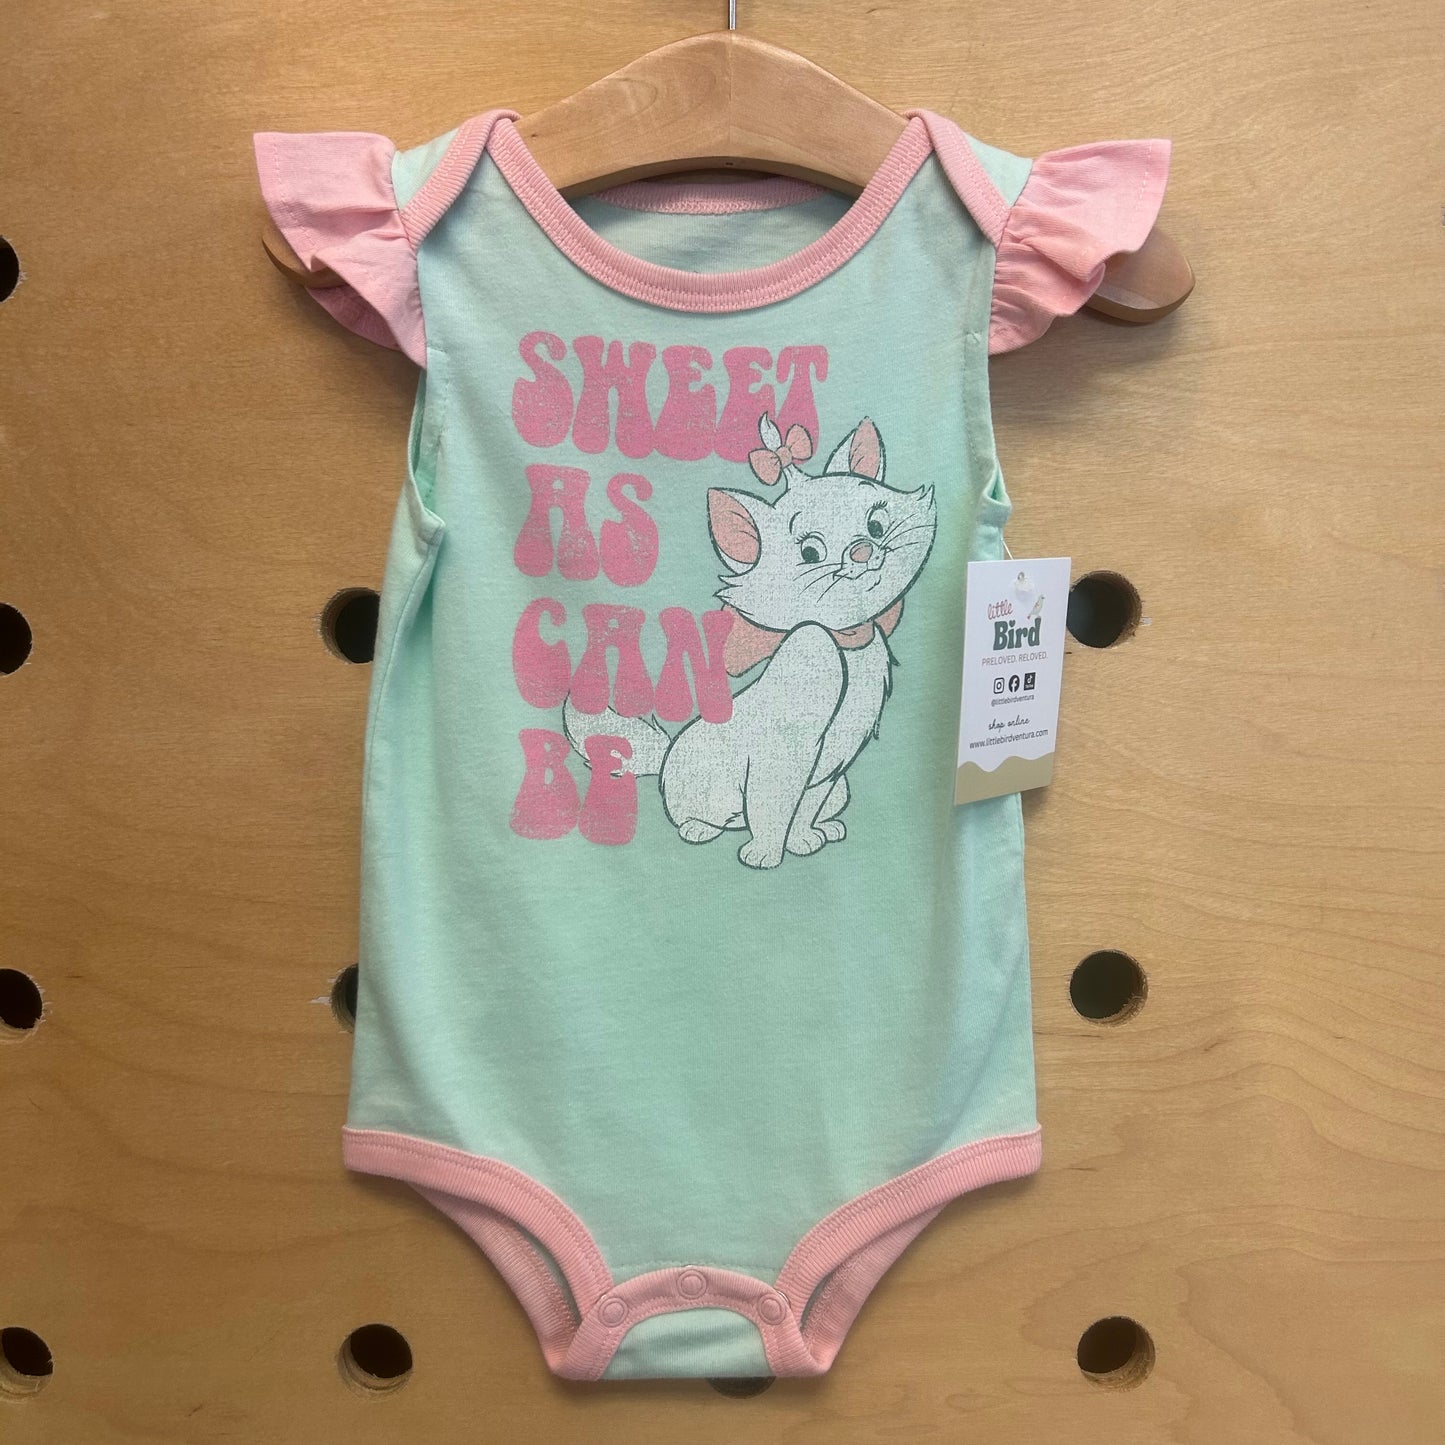 SWEET
AS
CAN
BE
little
Bird
PRELOVED. RELOVED.
@littlebirdventura
shop online
www.littlebirdventura.com